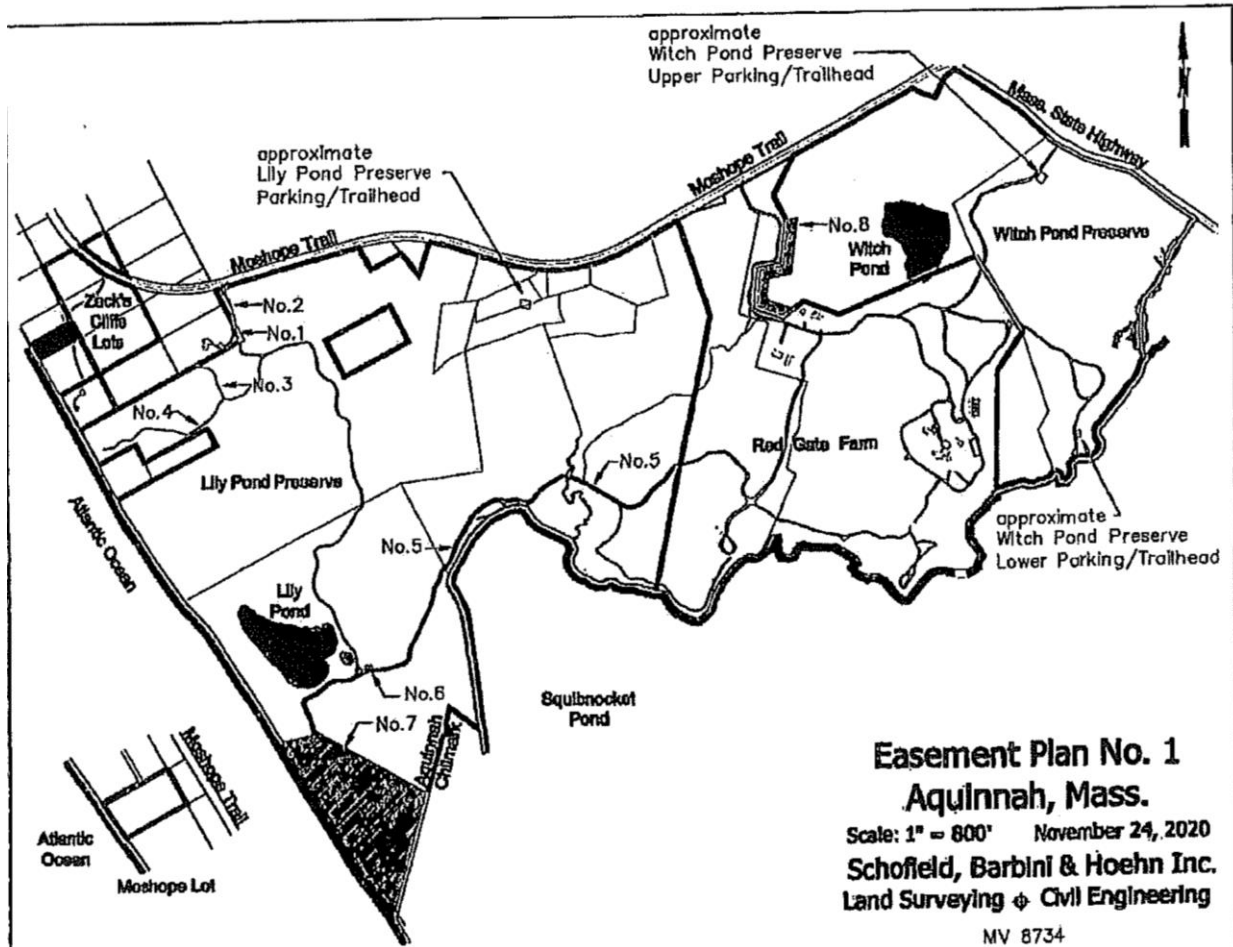 approximate
Witch Pond Preserve
Upper Parking/Trailhead
N
Mass. State Highway
approximate
Lily Pond Preserve
Parking/Trailhead
Moshope Trail
Moshope Trail
No.8
Witch
Pond
Witch Pond Preserve
Zack's
Cliffs
Lots
No.2
No.1
No.3
No.4
Lily Pond Preserve
Red Gate Farm
No.5
Atlantic Ocean
No.5
approximate
Witch Pond Preserve
Lower Parking/Trailhead
Lily
Pond
No.6
Squibnocket
Pond
No.7
Aquinnah
Chilmark
Moshope Trail
Atlantic
Ocean
Moshope Lot
Easement Plan No. 1
Aquinnah, Mass.
Scale: 1" = 800' November 24, 2020
Schofield, Barbini & Hoehn Inc.
Land Surveying Civil Engineering
MV 8734